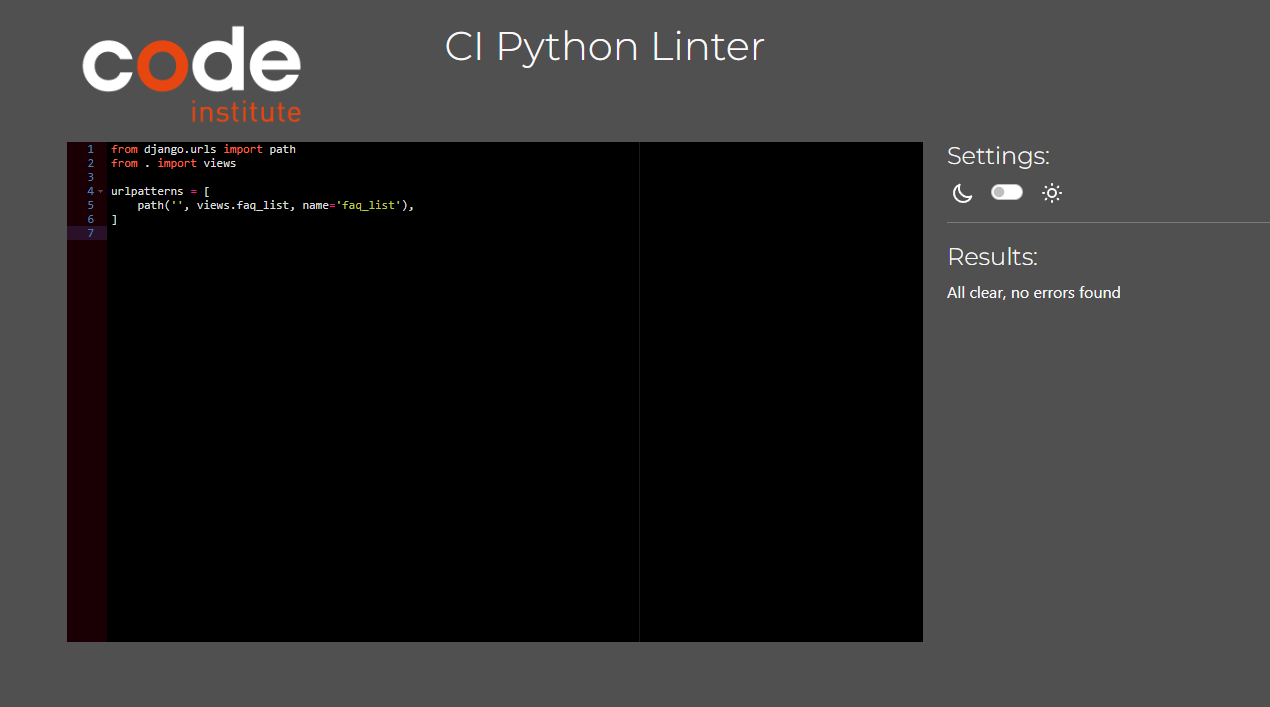 code
institute
CI Python Linter
1 from django.urls import path
2 from . import views
3
4 urlpatterns = [
5     path('', views.faq_list, name='faq_list'),
6 ]
7
Settings:
Results:
All clear, no errors found